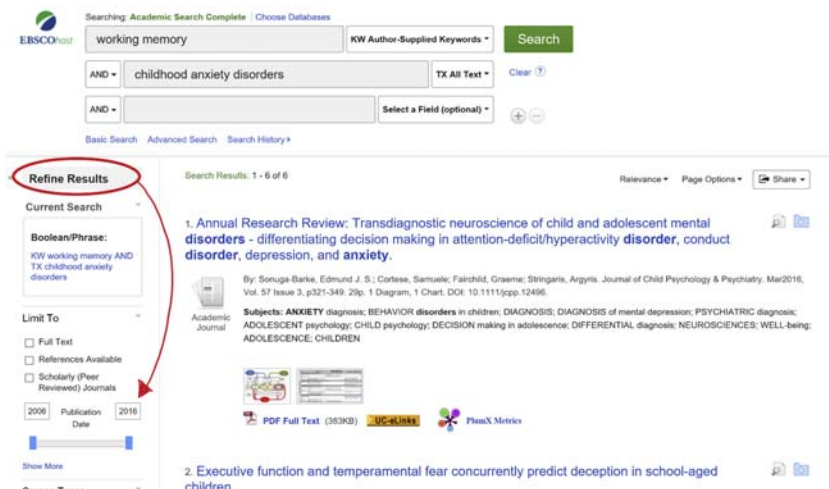 Searching: Academic Search Complete | Choose Databases
EBSCOhost
working memory
KW Author-Supplied Keywords
Search
AND
childhood anxiety disorders
TX All Text
Clear
AND
Select a Field (optional)
Basic Search Advanced Search Search History
Refine Results
Search Results: 1 - 6 of 6
Relevance Page Options Share
Current Search
Boolean/Phrase:
KW working memory AND
TX childhood anxiety
disorders
Limit To
Full Text
References Available
Scholarly (Peer
Reviewed) Journals
2006 Publication 2016
Date
Show More
1. Annual Research Review: Transdiagnostic neuroscience of child and adolescent mental
disorders - differentiating decision making in attention-deficit/hyperactivity disorder, conduct
disorder, depression, and anxiety.
By: Sonuga-Barke, Edmund J. S.; Cortese, Samuele; Fairchild, Graeme; Stringaris, Argyris. Journal of Child Psychology & Psychiatry. Mar2016,
Vol. 57 Issue 3, p321-349. 29p. 1 Diagram, 1 Chart. DOI: 10.1111/jcpp.12496.
Academic
Journal
Subjects: ANXIETY diagnosis; BEHAVIOR disorders in children; DIAGNOSIS; DIAGNOSIS of mental depression; PSYCHIATRIC diagnosis;
ADOLESCENT psychology; CHILD psychology; DECISION making in adolescence; DIFFERENTIAL diagnosis; NEUROSCIENCES; WELL-being;
ADOLESCENCE; CHILDREN
PDF Full Text (383KB) UC-eLinks PlumX Metrics
2. Executive function and temperamental fear concurrently predict deception in school-aged
children